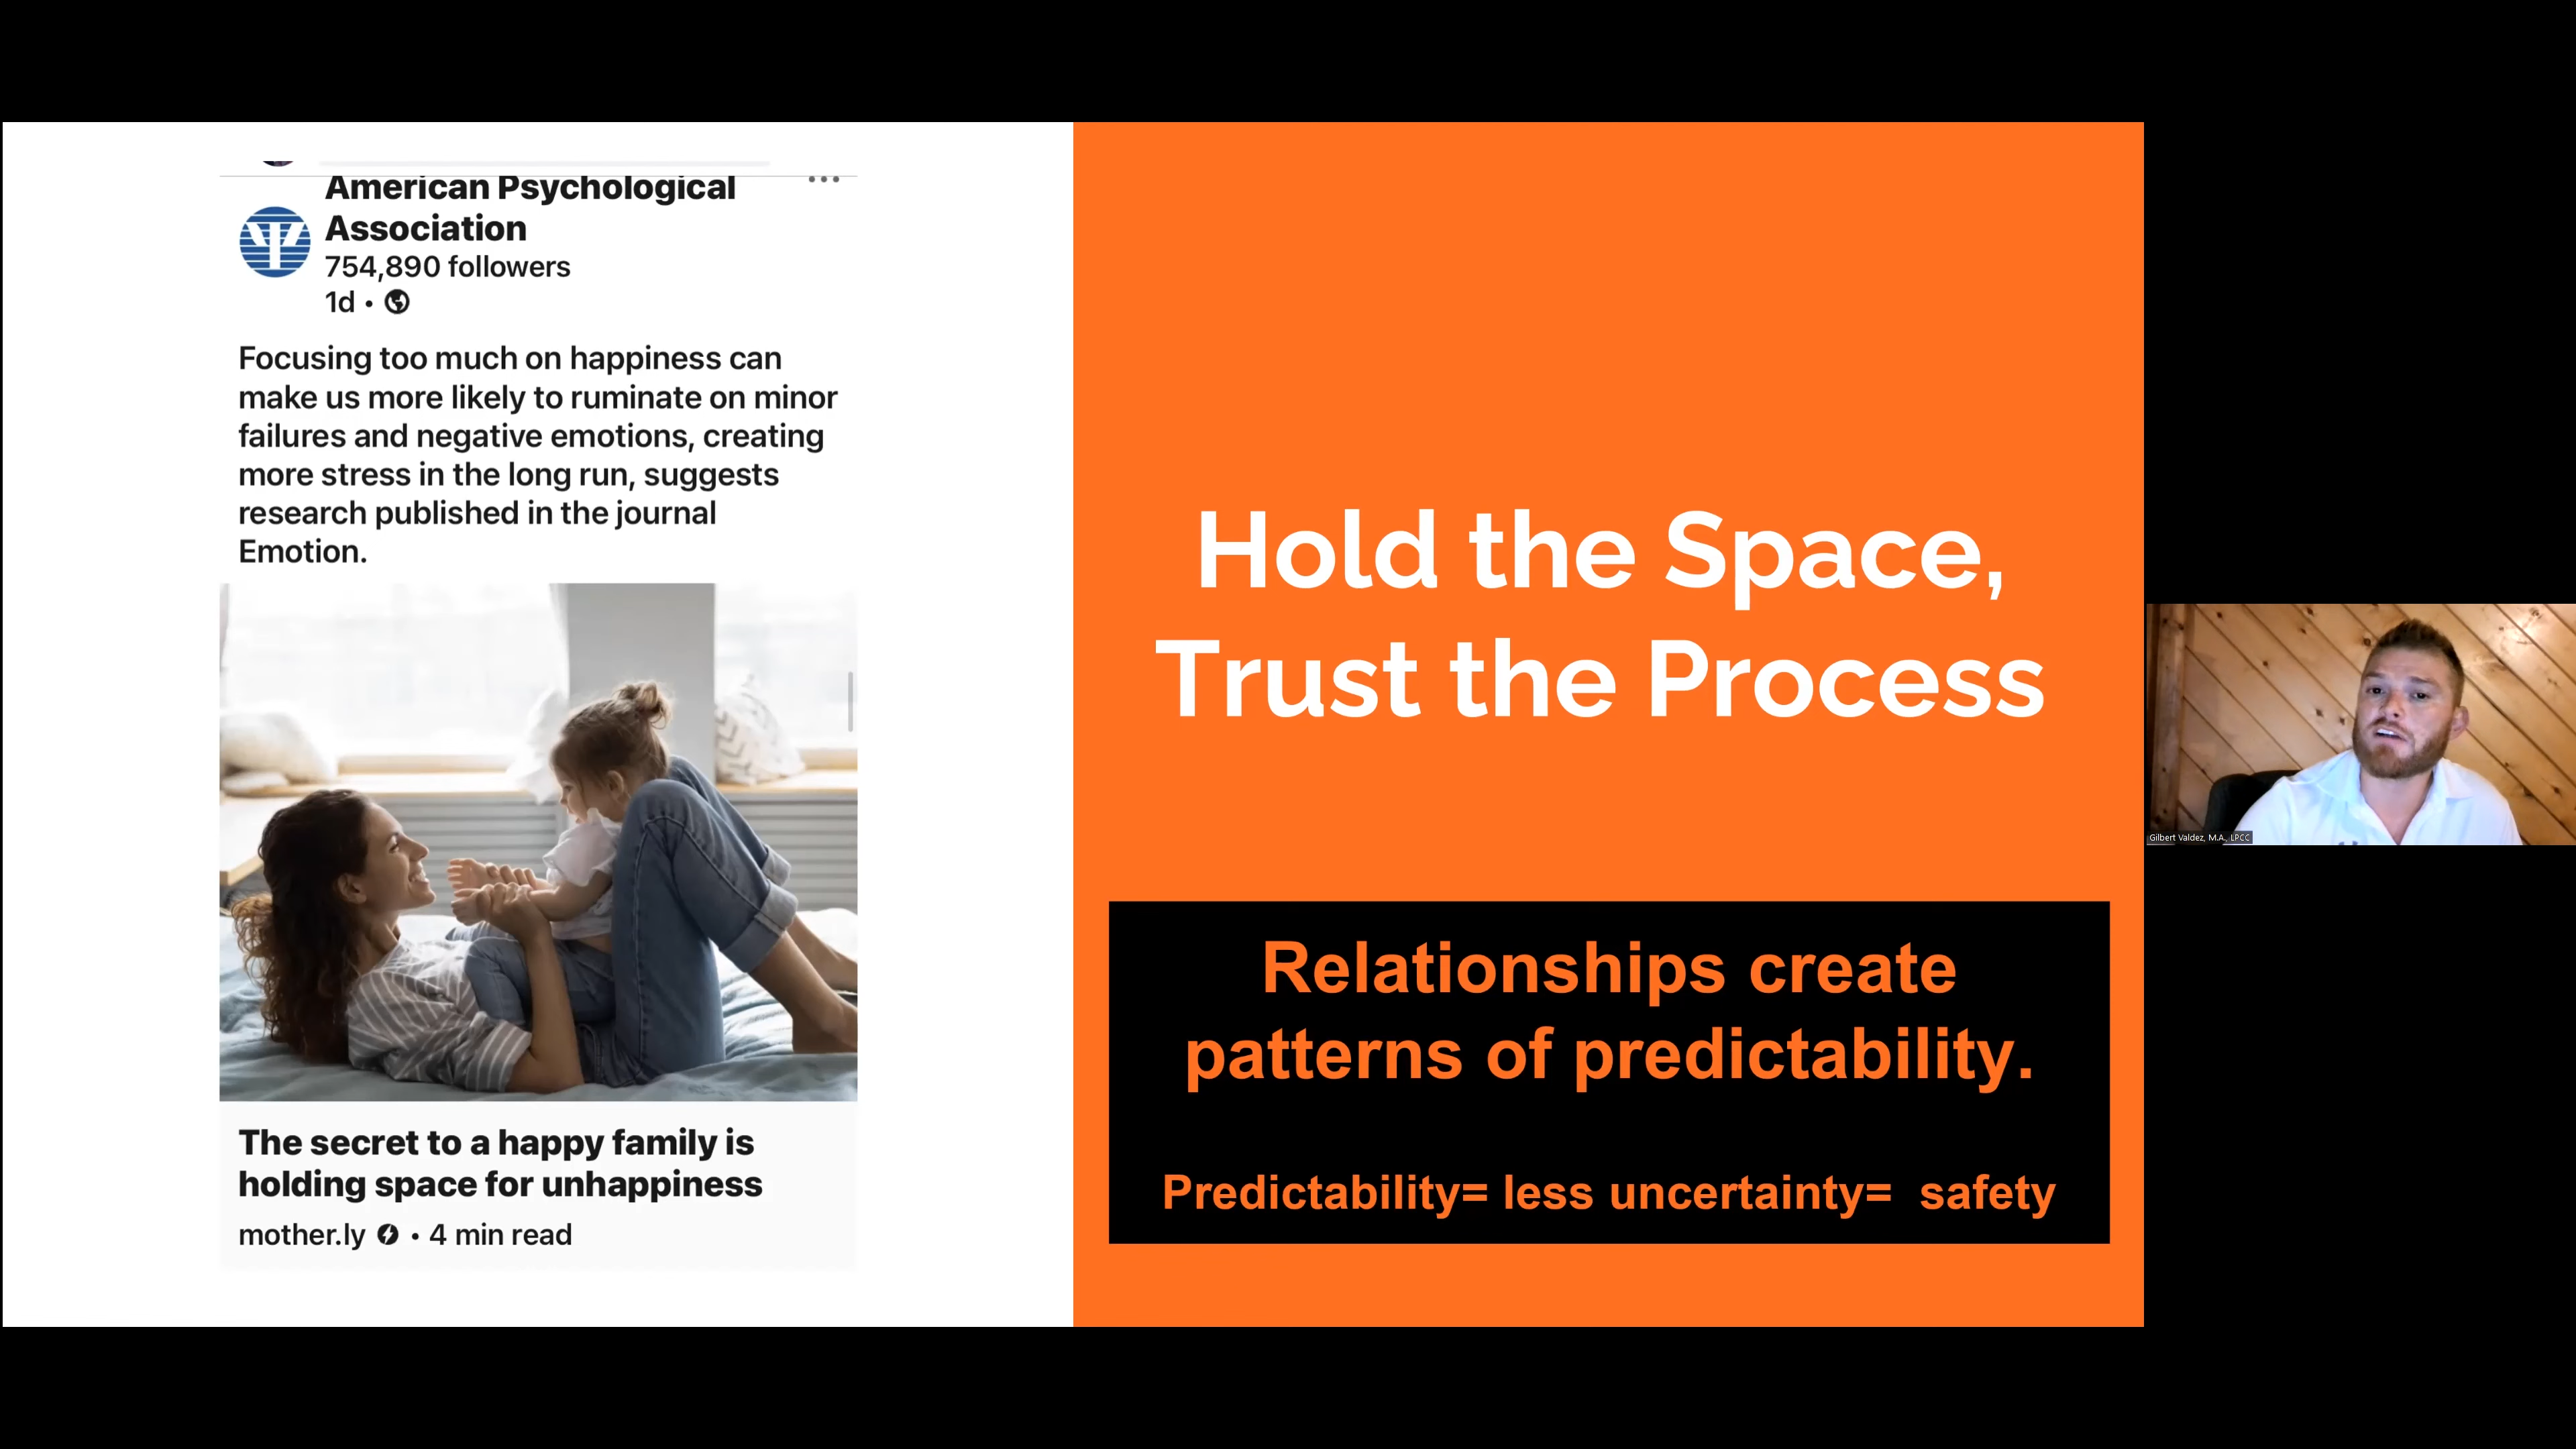 American Psychological
Association
754,890 followers
1d •
Focusing too much on happiness can
make us more likely to ruminate on minor
failures and negative emotions, creating
more stress in the long run, suggests
research published in the journal
Emotion.
The secret to a happy family is
holding space for unhappiness
mother.ly • 4 min read
Hold the Space,
Trust the Process
Relationships create
patterns of predictability.
Predictability= less uncertainty=  safety
Gilbert Valdez, M.A., LPCC